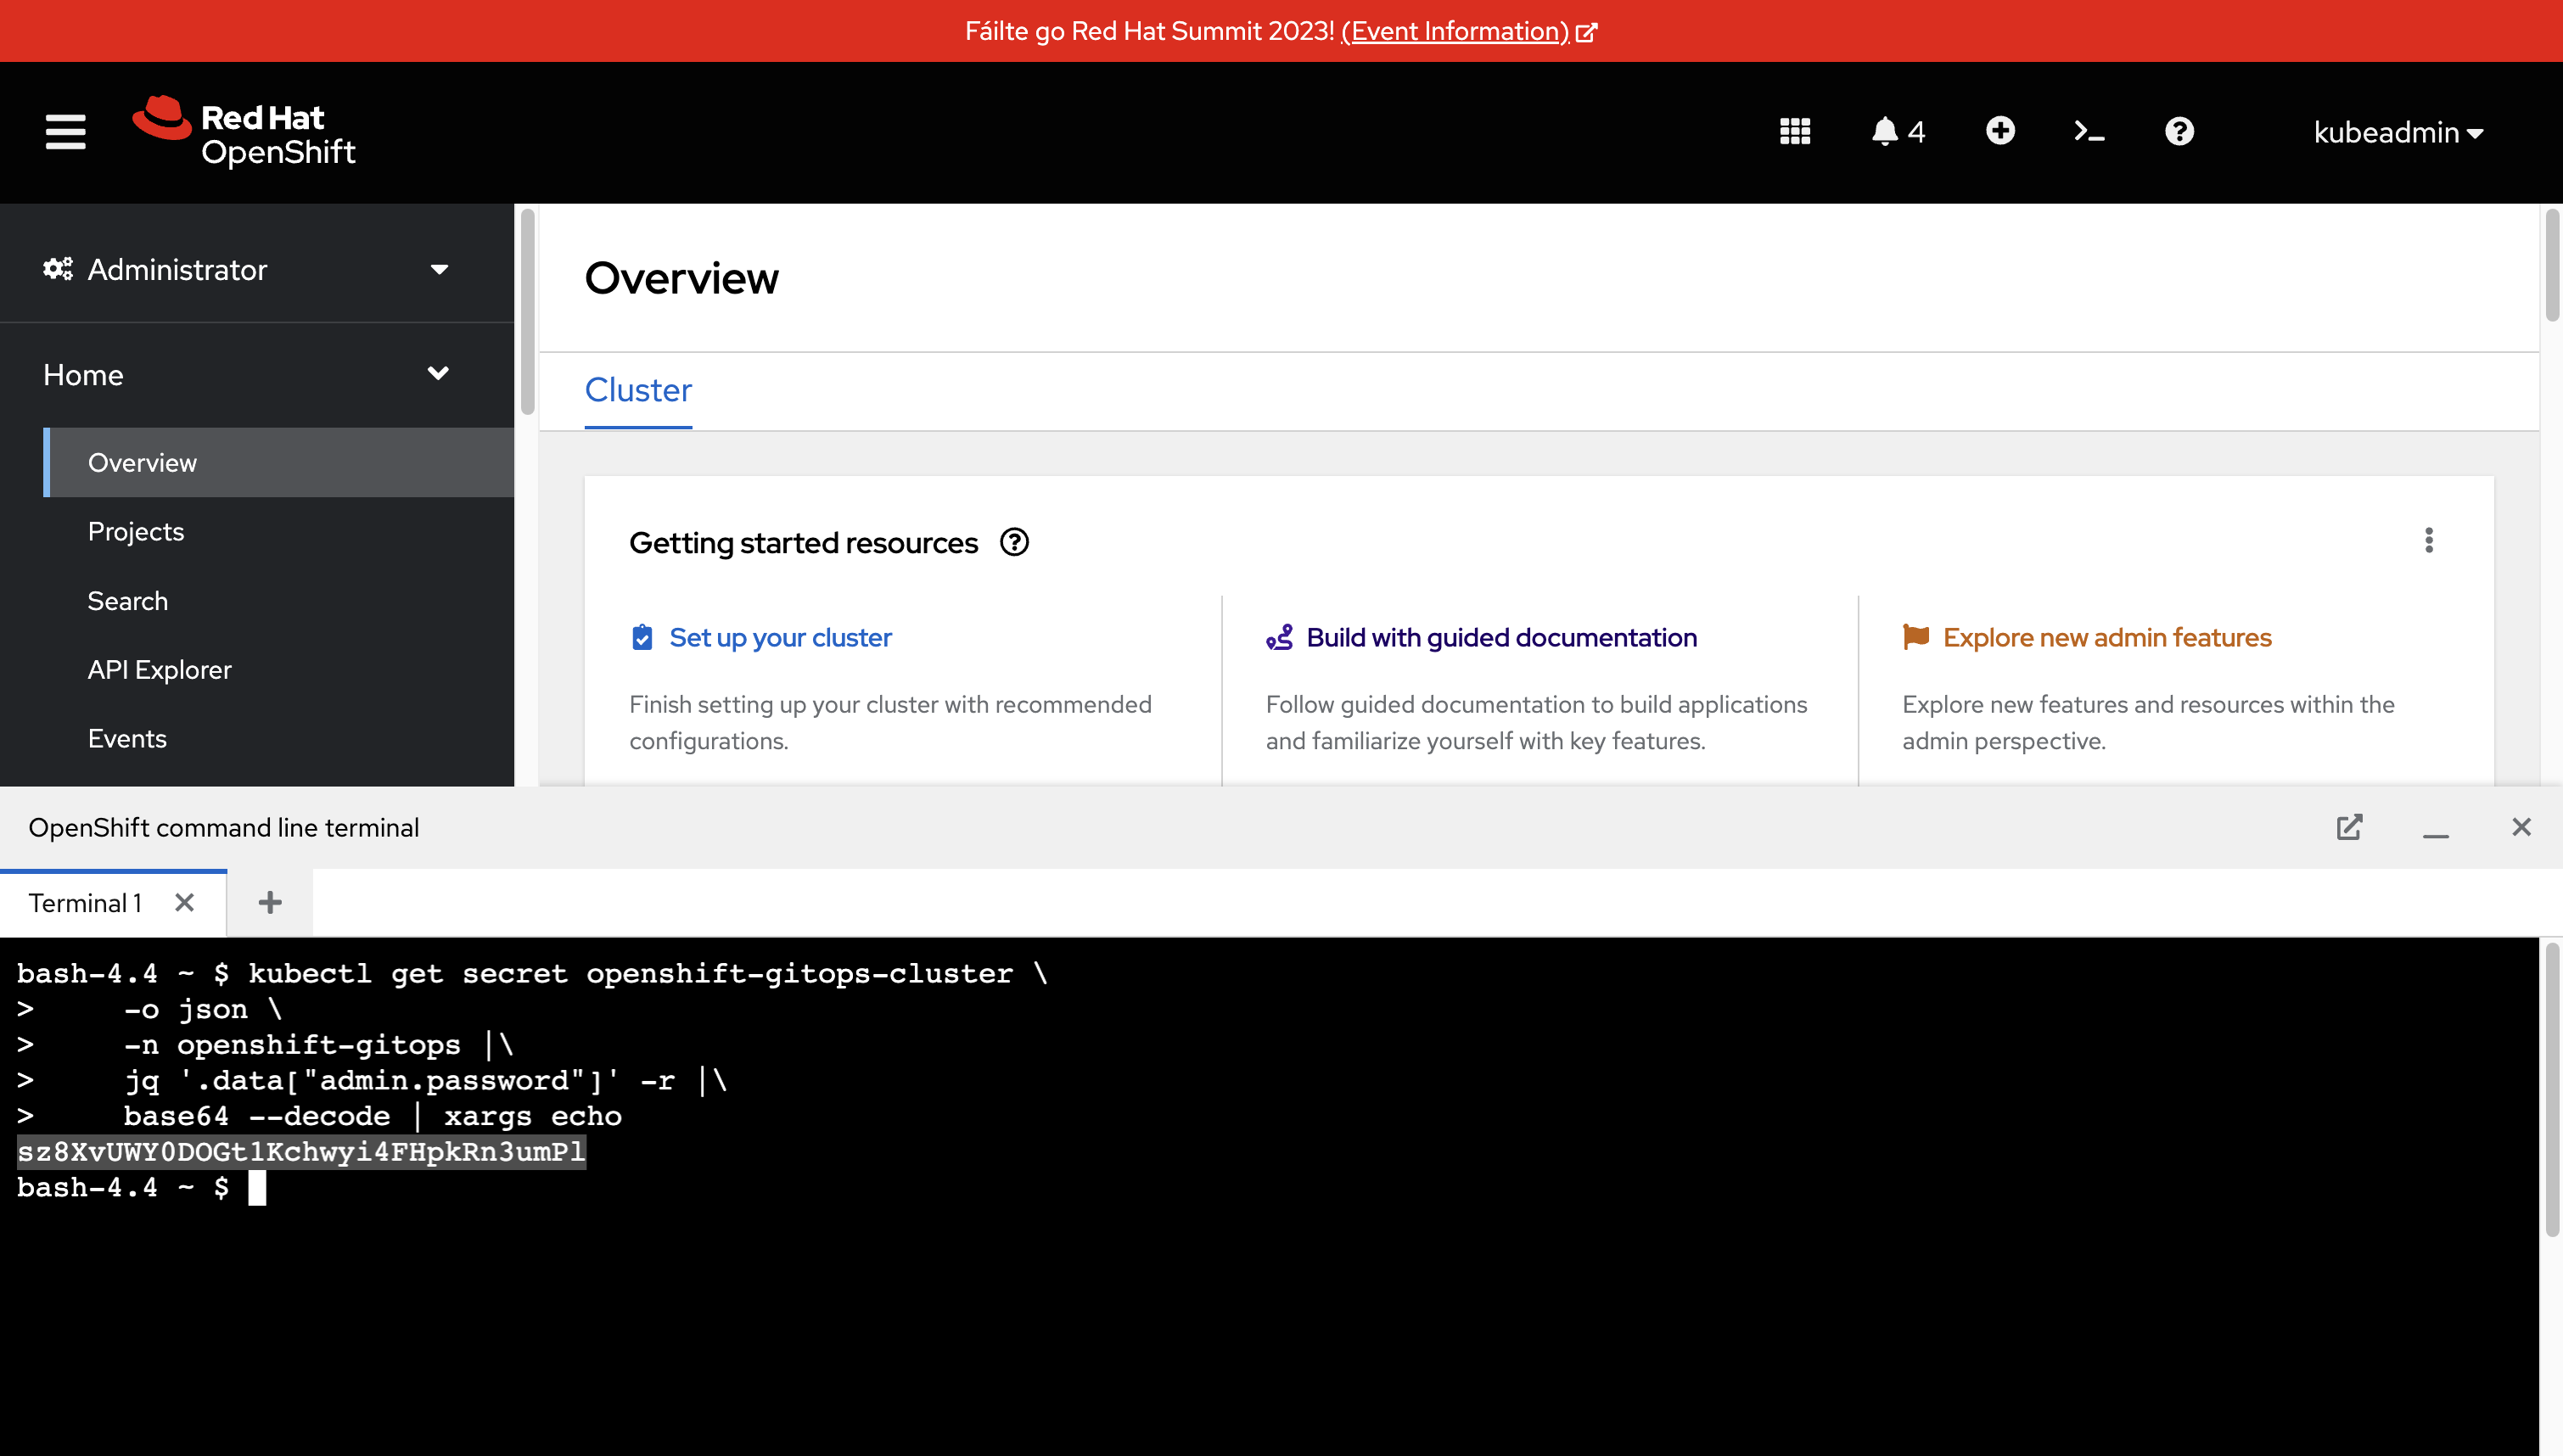 Fáilte go Red Hat Summit 2023! (Event Information)
Red Hat
OpenShift
4
kubeadmin
Administrator
Home
Overview
Projects
Search
API Explorer
Events
Overview
Cluster
Getting started resources
Set up your cluster
Finish setting up your cluster with recommended
configurations.
Build with guided documentation
Follow guided documentation to build applications
and familiarize yourself with key features.
Explore new admin features
Explore new features and resources within the
admin perspective.
OpenShift command line terminal
Terminal 1
bash-4.4 ~ $ kubectl get secret openshift-gitops-cluster \
>     -o json \
>     -n openshift-gitops |\
>     jq '.data["admin.password"]' -r |\
>     base64 --decode | xargs echo
sz8XvUWY0DOGt1Kchwyi4FHpkRn3umPl
bash-4.4 ~ $